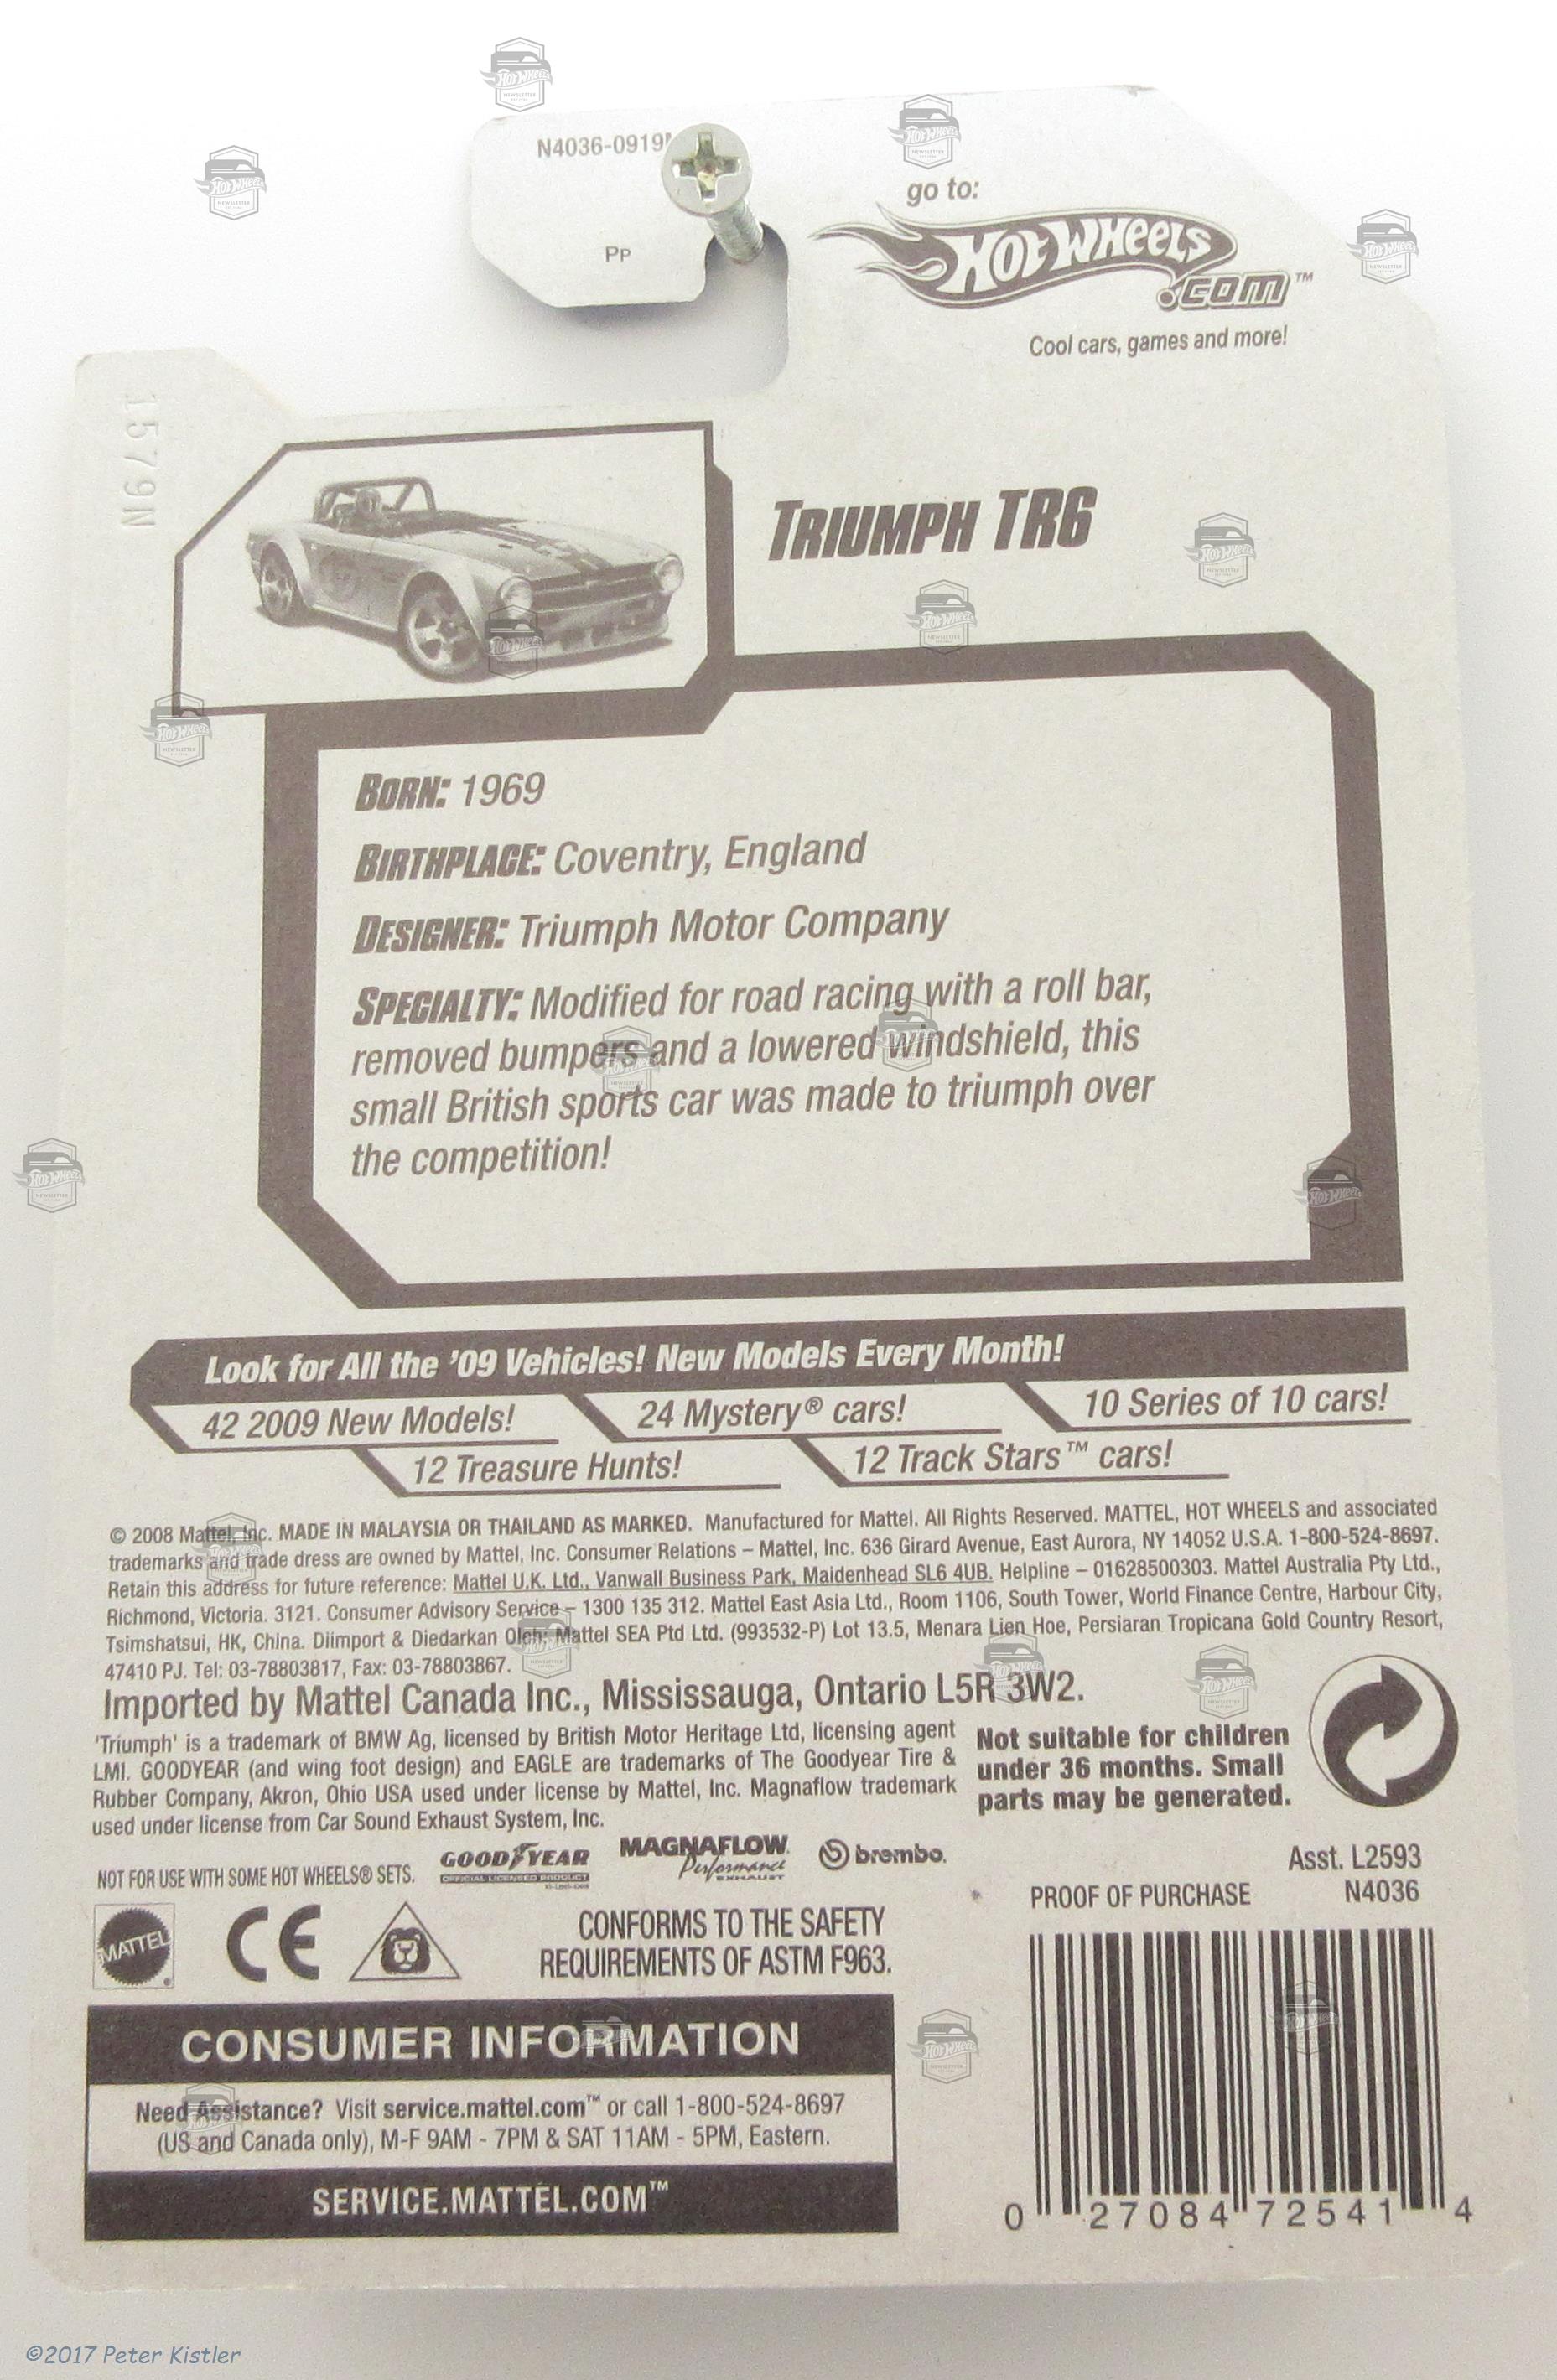 N4036-0919
Pp
go to:
HOT WHEELS
.COM™
Cool cars, games and more!
1579N
TRIUMPH TR6
BORN: 1969
BIRTHPLACE: Coventry, England
DESIGNER: Triumph Motor Company
SPECIALTY: Modified for road racing with a roll bar,
removed bumpers and a lowered windshield, this
small British sports car was made to triumph over
the competition!
Look for All the '09 Vehicles! New Models Every Month!
42 2009 New Models!
24 Mystery® cars!
10 Series of 10 cars!
12 Treasure Hunts!
12 Track Stars™ cars!
© 2008 Mattel, Inc. MADE IN MALAYSIA OR THAILAND AS MARKED. Manufactured for Mattel. All Rights Reserved. MATTEL, HOT WHEELS and associated
trademarks and trade dress are owned by Mattel, Inc. Consumer Relations – Mattel, Inc. 636 Girard Avenue, East Aurora, NY 14052 U.S.A. 1-800-524-8697.
Retain this address for future reference: Mattel U.K. Ltd., Vanwall Business Park, Maidenhead SL6 4UB. Helpline – 01628500303. Mattel Australia Pty Ltd.,
Richmond, Victoria. 3121. Consumer Advisory Service – 1300 135 312. Mattel East Asia Ltd., Room 1106, South Tower, World Finance Centre, Harbour City,
Tsimshatsui, HK, China. Diimport & Diedarkan Oleh: Mattel SEA Ptd Ltd. (993532-P) Lot 13.5, Menara Lien Hoe, Persiaran Tropicana Gold Country Resort,
47410 PJ. Tel: 03-78803817, Fax: 03-78803867.
Imported by Mattel Canada Inc., Mississauga, Ontario L5R 3W2.
'Triumph' is a trademark of BMW Ag, licensed by British Motor Heritage Ltd, licensing agent
LMI. GOODYEAR (and wing foot design) and EAGLE are trademarks of The Goodyear Tire &
Rubber Company, Akron, Ohio USA used under license by Mattel, Inc. Magnaflow trademark
used under license from Car Sound Exhaust System, Inc.
Not suitable for children
under 36 months. Small
parts may be generated.
NOT FOR USE WITH SOME HOT WHEELS® SETS.
GOODYEAR
OFFICIAL LICENSED PRODUCT
MAGNAFLOW
Performance
EXHAUST
brembo.
Asst. L2593
PROOF OF PURCHASE N4036
MATTEL
CE
CONFORMS TO THE SAFETY
REQUIREMENTS OF ASTM F963.
CONSUMER INFORMATION
Need Assistance? Visit service.mattel.com™ or call 1-800-524-8697
(US and Canada only), M-F 9AM - 7PM & SAT 11AM - 5PM, Eastern.
SERVICE.MATTEL.COM™
0 27084 72541 4
©2017 Peter Kistler